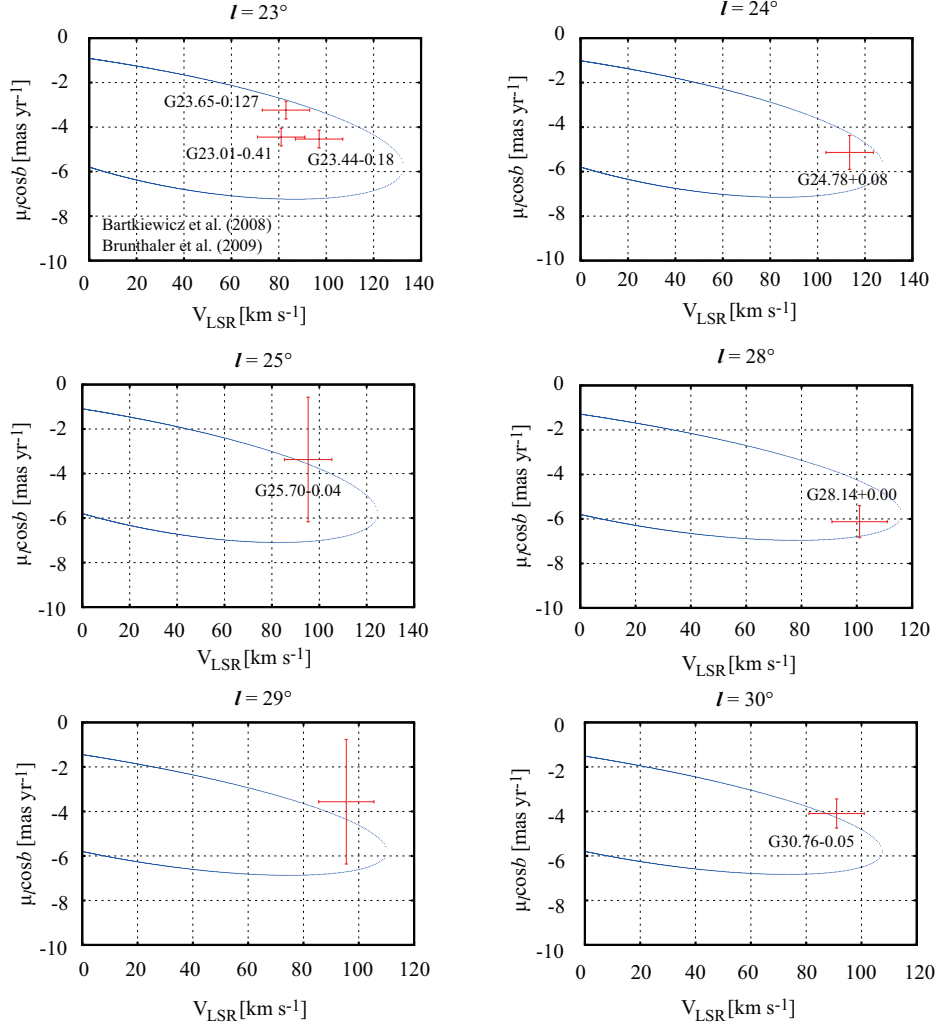 l = 23°
0
-2
-4
-6
-8
-10
μlcosb [mas yr-1]
G23.65-0.127
G23.01-0.41
G23.44-0.18
Bartkiewicz et al. (2008)
Brunthaler et al. (2009)
0 20 40 60 80 100 120 140
VLSR [km s-1]
l = 24°
0
-2
-4
-6
-8
-10
μlcosb [mas yr-1]
G24.78+0.08
0 20 40 60 80 100 120 140
VLSR [km s-1]
l = 25°
0
-2
-4
-6
-8
-10
μlcosb [mas yr-1]
G25.70-0.04
0 20 40 60 80 100 120 140
VLSR [km s-1]
l = 28°
0
-2
-4
-6
-8
-10
μlcosb [mas yr-1]
G28.14+0.00
0 20 40 60 80 100 120
VLSR [km s-1]
l = 29°
0
-2
-4
-6
-8
-10
μlcosb [mas yr-1]
0 20 40 60 80 100 120
VLSR [km s-1]
l = 30°
0
-2
-4
-6
-8
-10
μlcosb [mas yr-1]
G30.76-0.05
0 20 40 60 80 100 120
VLSR [km s-1]